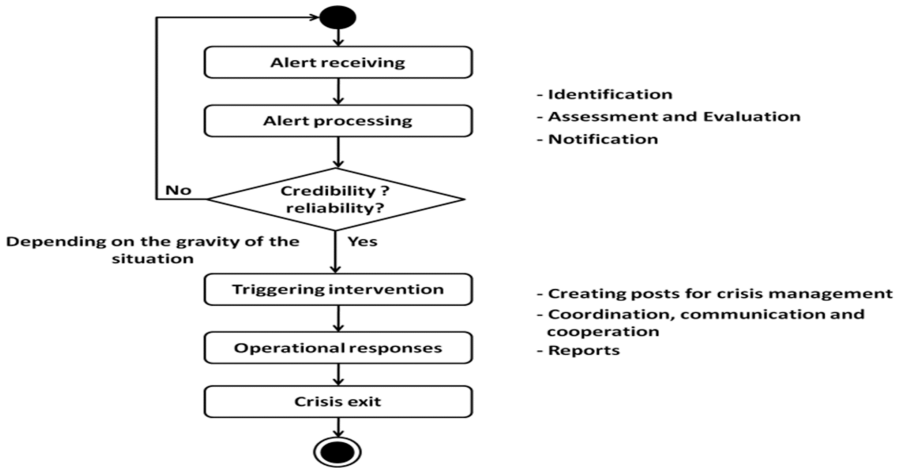 Alert receiving
Alert processing
- Identification
- Assessment and Evaluation
- Notification
Credibility ?
reliability?
No
Depending on the gravity of the
situation
Yes
Triggering intervention
- Creating posts for crisis management
- Coordination, communication and
cooperation
- Reports
Operational responses
Crisis exit